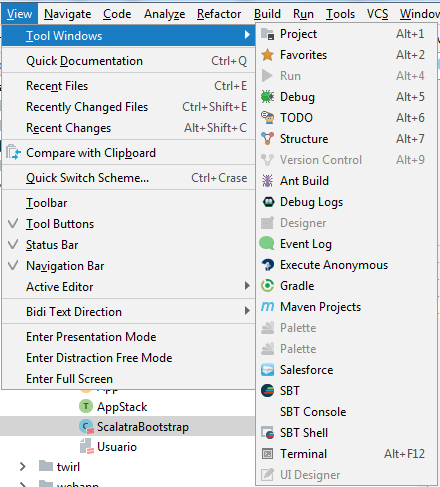 View Navigate Code Analyze Refactor Build Run Tools VCS Window
Tool Windows
Quick Documentation Ctrl+Q
Recent Files Ctrl+E
Recently Changed Files Ctrl+Shift+E
Recent Changes Alt+Shift+C
Compare with Clipboard
Quick Switch Scheme... Ctrl+Crase
Toolbar
Tool Buttons
Status Bar
Navigation Bar
Active Editor
Bidi Text Direction
Enter Presentation Mode
Enter Distraction Free Mode
Enter Full Screen
Project Alt+1
Favorites Alt+2
Run Alt+4
Debug Alt+5
TODO Alt+6
Structure Alt+7
Version Control Alt+9
Ant Build
Debug Logs
Designer
Event Log
Execute Anonymous
Gradle
Maven Projects
Palette
Palette
Salesforce
SBT
SBT Console
SBT Shell
Terminal Alt+F12
UI Designer
AppStack
ScalatraBootstrap
Usuario
twirl